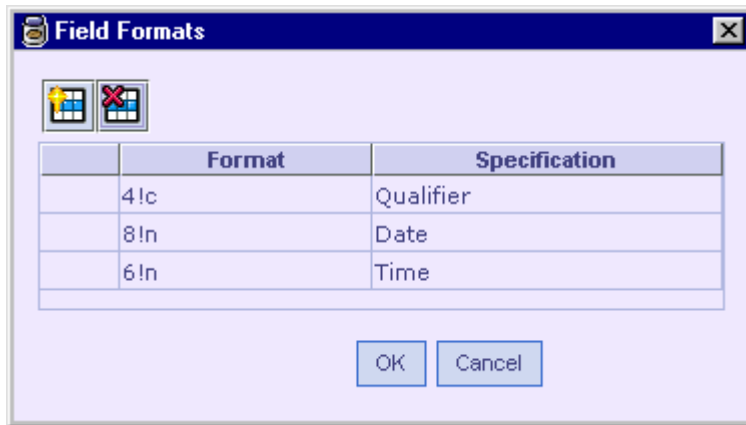 Field Formats
Format Specification
4!c Qualifier
8!n Date
6!n Time
OK Cancel